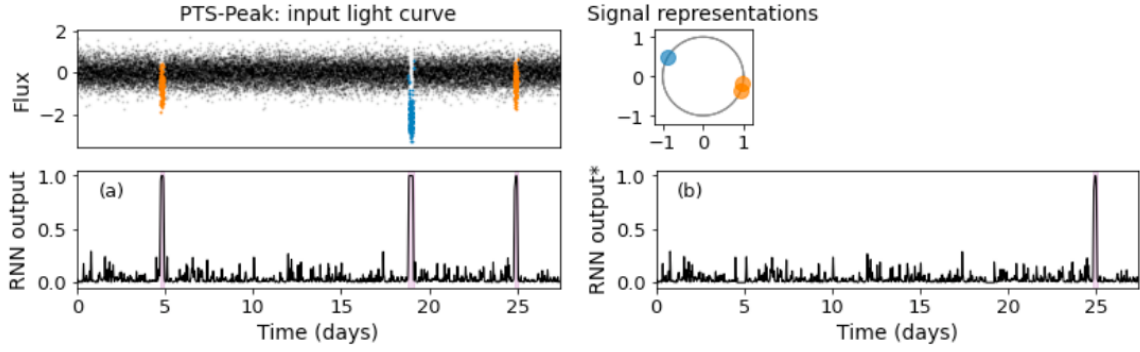 PTS-Peak: input light curve
Signal representations
2
0
−2
Flux
1
0
−1
−1 0 1
1.0
0.5
0.0
RNN output
(a)
0 5 10 15 20 25
Time (days)
1.0
0.5
0.0
RNN output*
(b)
0 5 10 15 20 25
Time (days)